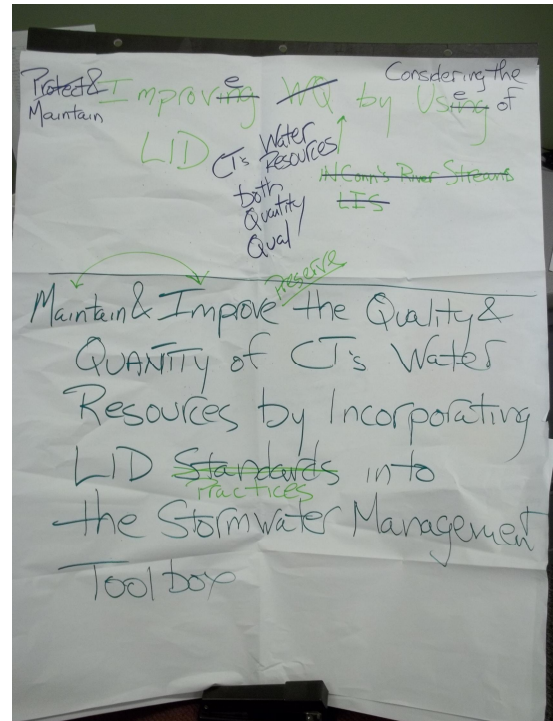 Protect & Considering the
Maintain Improving e WQ by Using e of
LID CT's Water
Resources
both
Quantity
Qual
IN Conn's River Streams
LIS
Preserve
Maintain & Improve the Quality &
QUANTITY of CT's Water
Resources by Incorporating
LID Standards into
Practices
the Stormwater Management
Toolbox